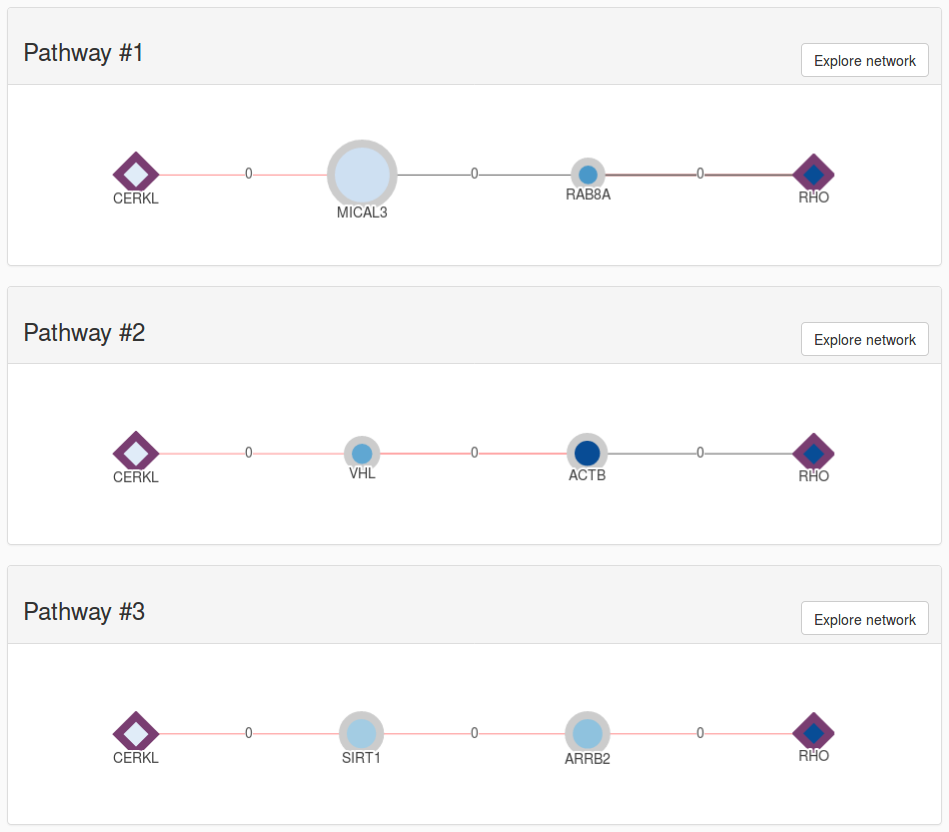 Pathway #1
Explore network
0
0
0
CERKL
MICAL3
RAB8A
RHO
Pathway #2
Explore network
0
0
0
CERKL
VHL
ACTB
RHO
Pathway #3
Explore network
0
0
0
CERKL
SIRT1
ARRB2
RHO